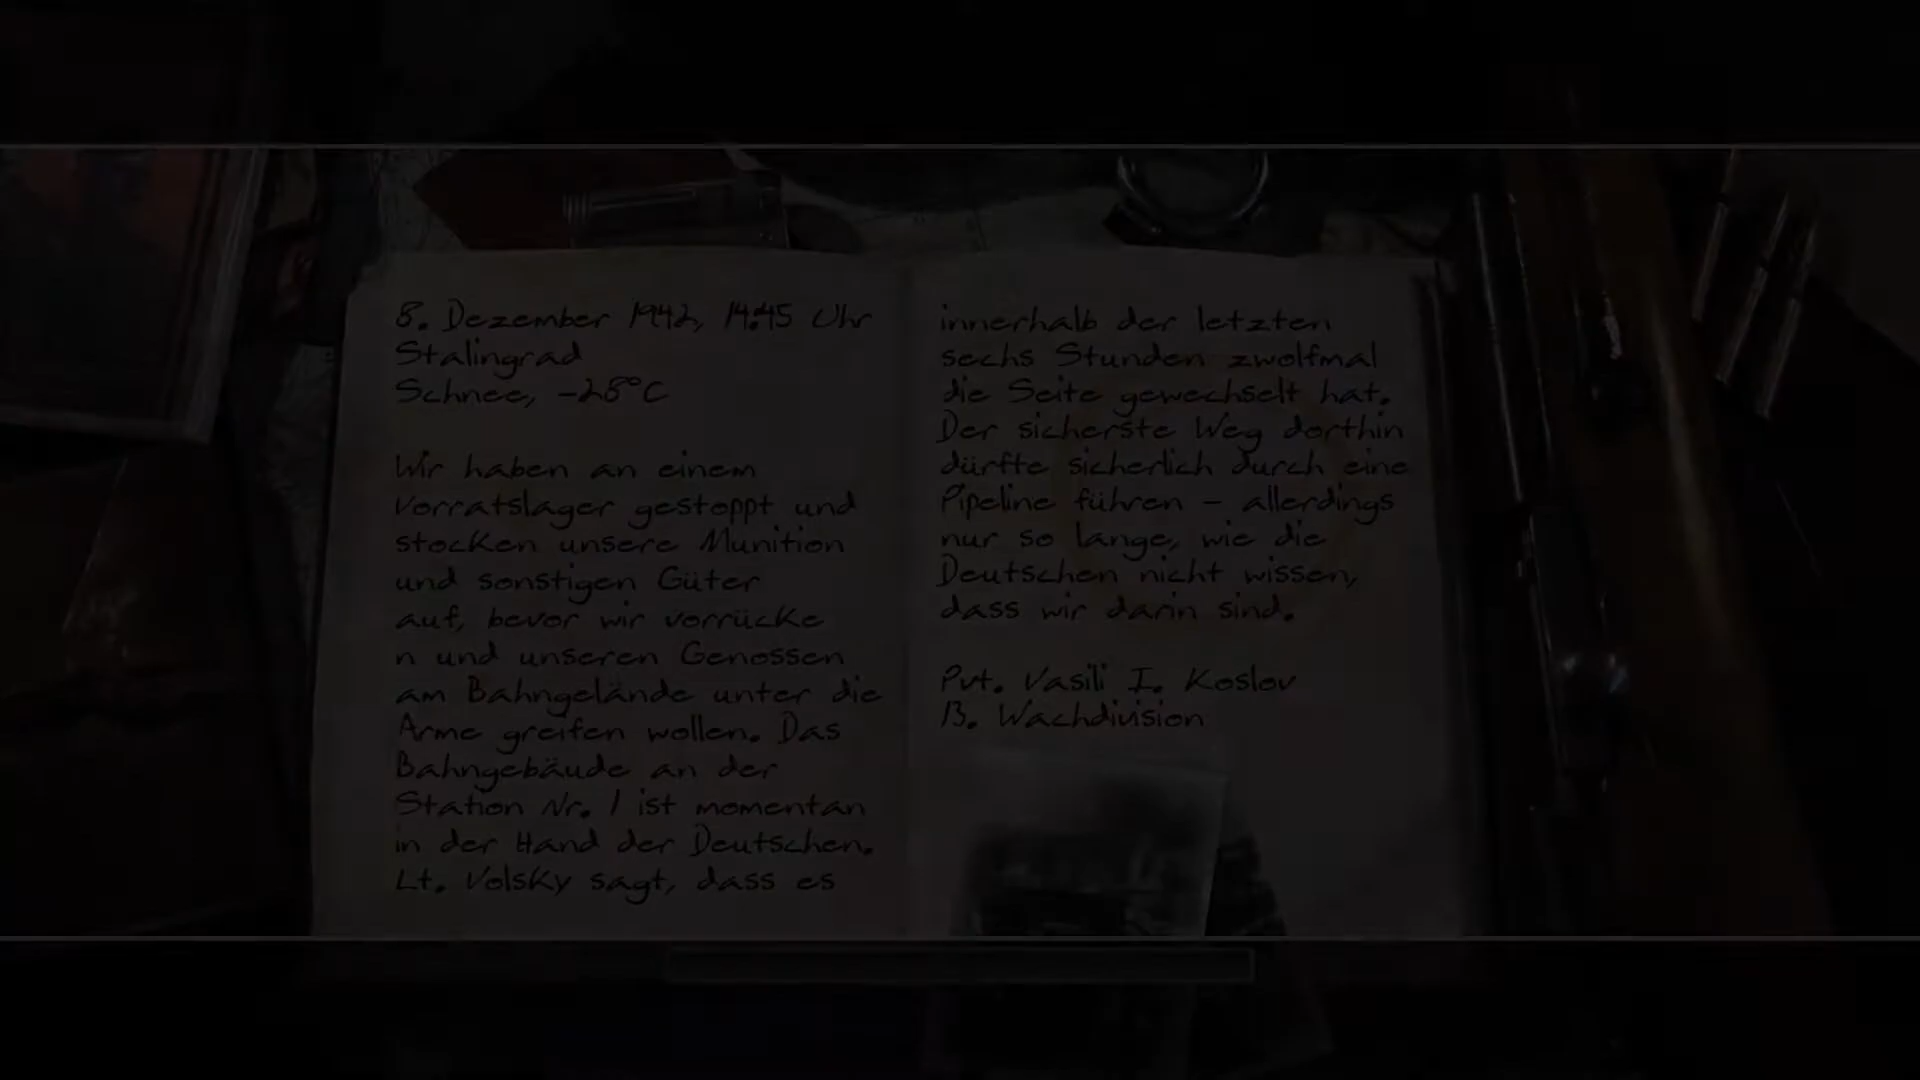 8. Dezember 1942, 14:45 Uhr
Stalingrad
Schnee, -28°C
Wir haben an einem
Vorratslager gestoppt und
stocken unsere Munition
und sonstigen Güter
auf, bevor wir vorrücke
n und unseren Genossen
am Bahngelände unter die
Arme greifen wollen. Das
Bahngebäude an der
Station Nr. 1 ist momentan
in der Hand der Deutschen.
Lt. Volsky sagt, dass es
innerhalb der letzten
sechs Stunden zwolfmal
die Seite gewechselt hat.
Der sicherste Weg dorthin
dürfte sicherlich durch eine
Pipeline führen - allerdings
nur so lange, wie die
Deutschen nicht wissen,
dass wir darin sind.
Pvt. Vasili I. Koslov
13. Wachdivision